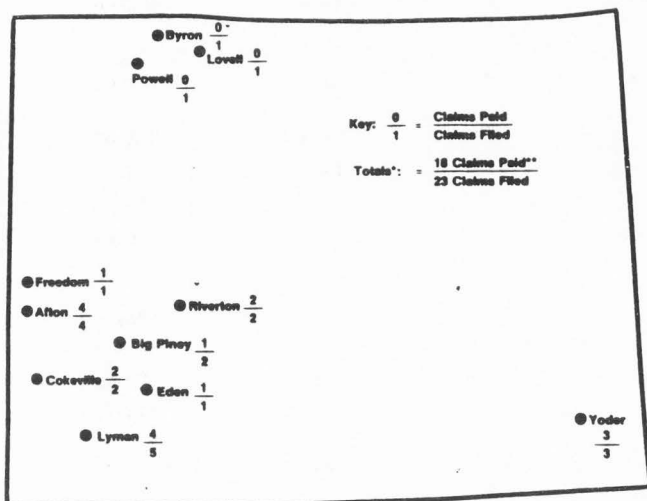 Byron 0/1
Lovell 0/1
Powell 0/1
Key: 0/1 = Claims Paid/Claims Filed
Totals*: = 18 Claims Paid**/23 Claims Filed
Freedom 1/1
Afton 4/4
Riverton 2/2
Big Piney 1/2
Cokeville 2/2
Eden 1/1
Lyman 4/5
Yoder 3/3